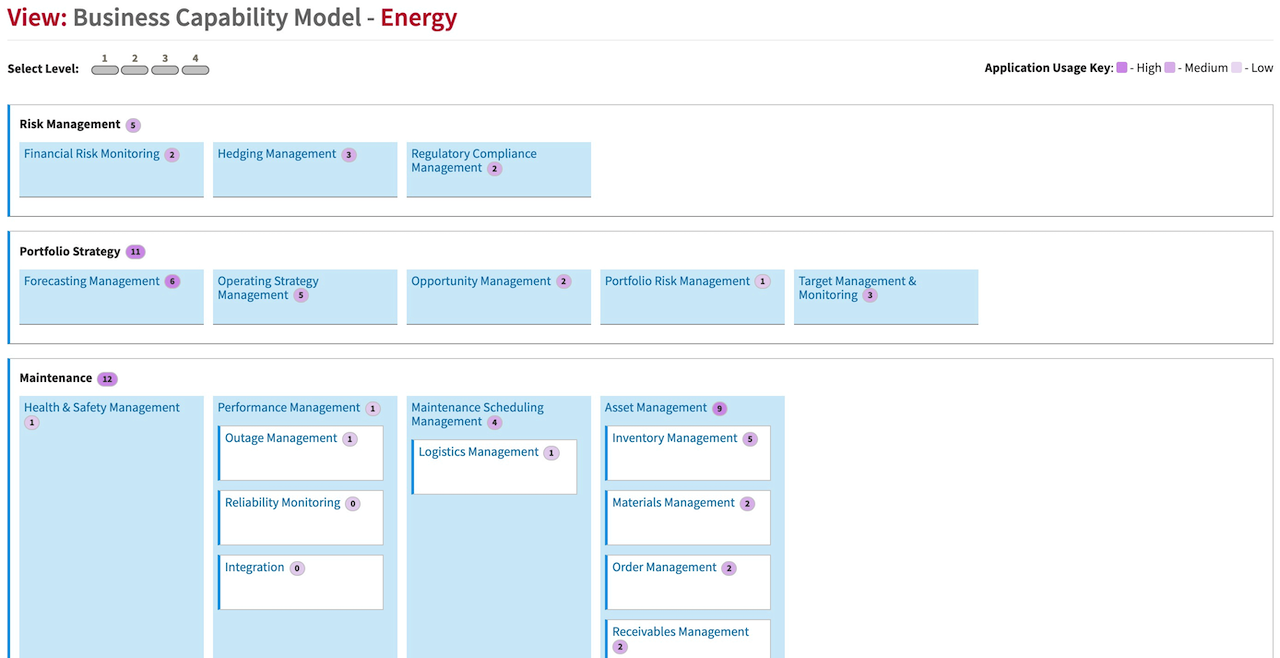 View: Business Capability Model - Energy
Select Level: 1 2 3 4
Application Usage Key: - High - Medium - Low
Risk Management 5
Financial Risk Monitoring 2
Hedging Management 3
Regulatory Compliance
Management 2
Portfolio Strategy 11
Forecasting Management 6
Operating Strategy
Management 5
Opportunity Management 2
Portfolio Risk Management 1
Target Management &
Monitoring 3
Maintenance 12
Health & Safety Management
1
Performance Management 1
Outage Management 1
Reliability Monitoring 0
Integration 0
Maintenance Scheduling
Management 4
Logistics Management 1
Asset Management 9
Inventory Management 5
Materials Management 2
Order Management 2
Receivables Management
2